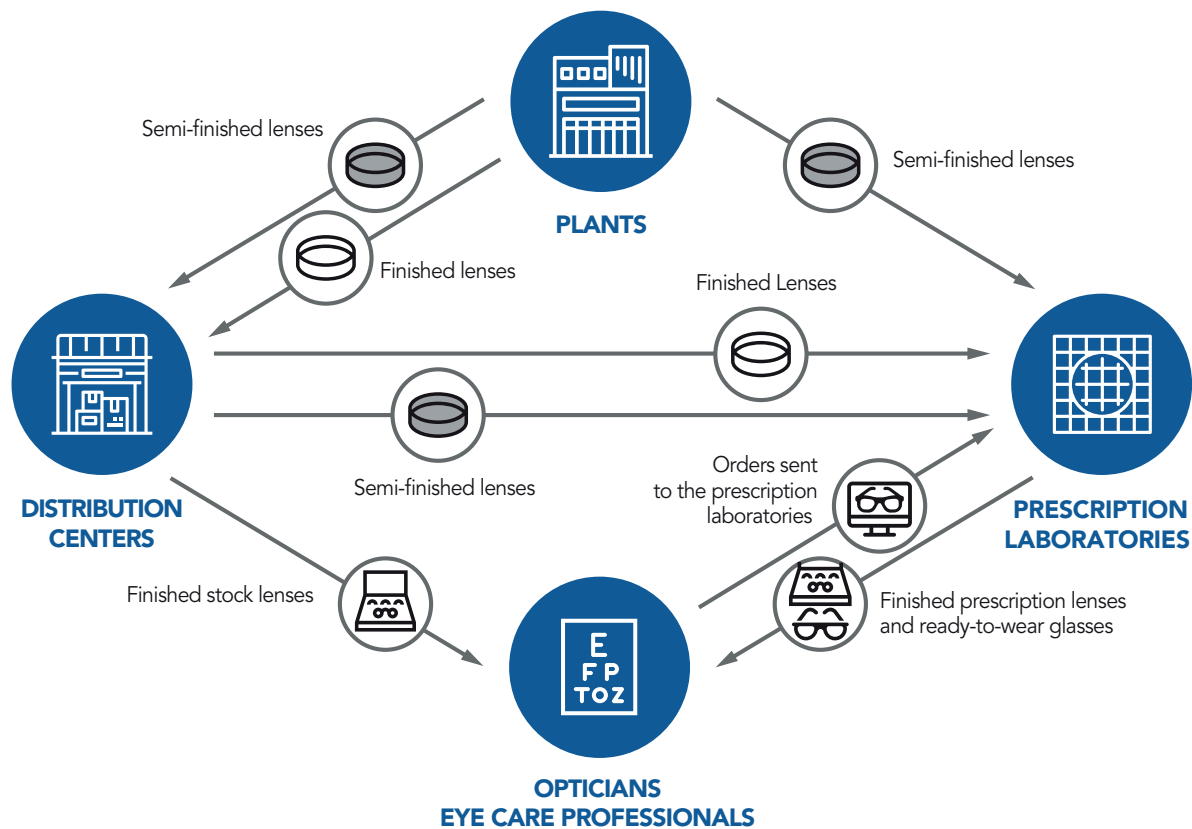 Semi-finished lenses
Semi-finished lenses
PLANTS
Finished lenses
Finished Lenses
Semi-finished lenses
Orders sent
to the prescription
laboratories
DISTRIBUTION
CENTERS
PRESCRIPTION
LABORATORIES
Finished stock lenses
Finished prescription lenses
and ready-to-wear glasses
E
F P
TOZ
OPTICIANS
EYE CARE PROFESSIONALS